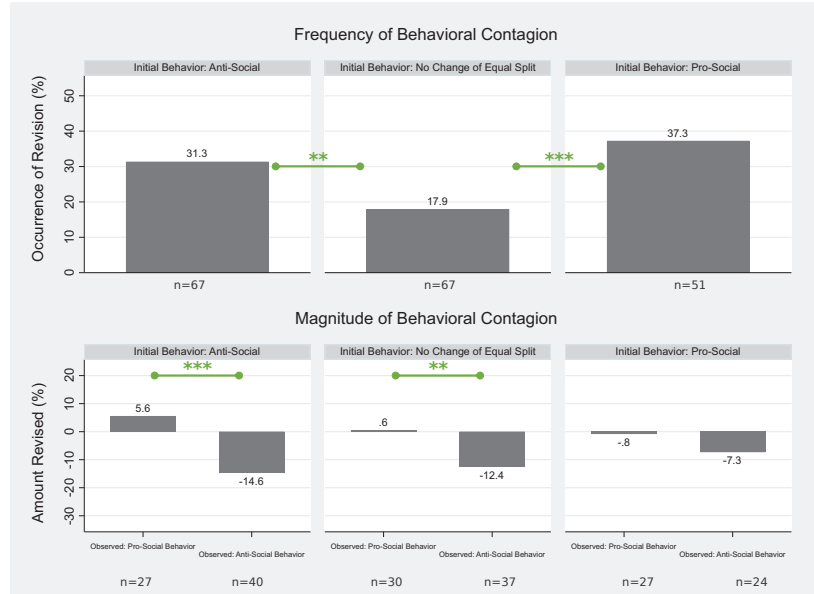 Frequency of Behavioral Contagion
Initial Behavior: Anti-Social
Initial Behavior: No Change of Equal Split
Initial Behavior: Pro-Social
Occurrence of Revision (%)
50
40
30
20
10
0
31.3
**
17.9
***
37.3
n=67
n=67
n=51
Magnitude of Behavioral Contagion
Initial Behavior: Anti-Social
Initial Behavior: No Change of Equal Split
Initial Behavior: Pro-Social
Amount Revised (%)
20
10
0
-10
-20
-30
***
5.6
-14.6
**
.6
-12.4
-.8
-7.3
Observed: Pro-Social Behavior
Observed: Anti-Social Behavior
Observed: Pro-Social Behavior
Observed: Anti-Social Behavior
Observed: Pro-Social Behavior
Observed: Anti-Social Behavior
n=27
n=40
n=30
n=37
n=27
n=24